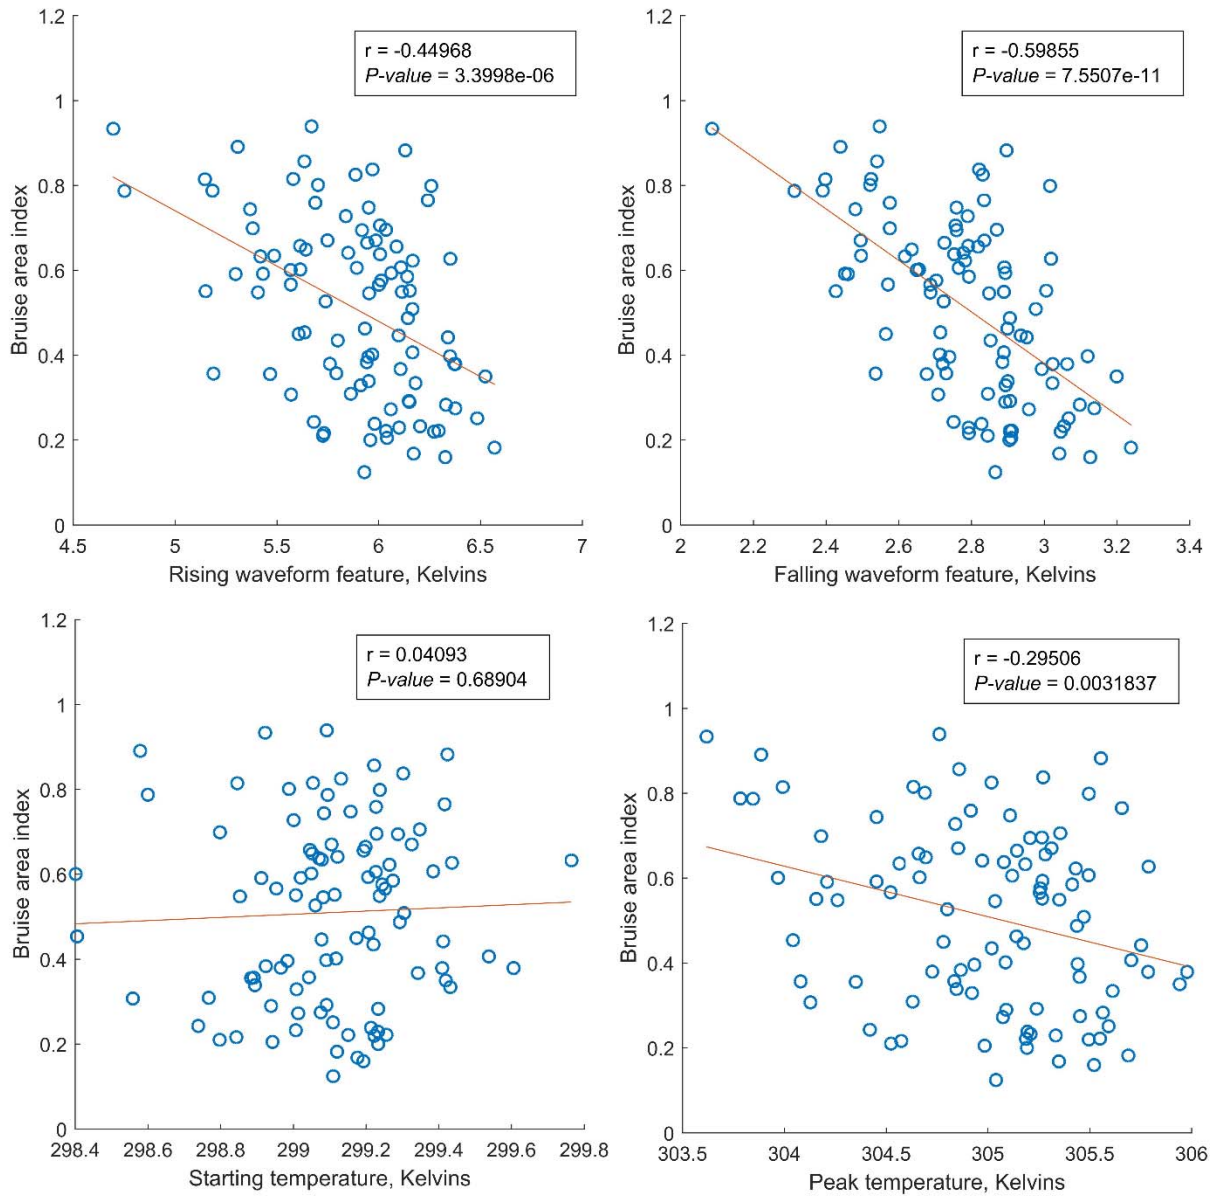 1.2
1
0.8
0.6
0.4
0.2
0
Bruise area index
r = -0.44968
P-value = 3.3998e-06
4.5 5 5.5 6 6.5 7
Rising waveform feature, Kelvins
1.2
1
0.8
0.6
0.4
0.2
0
Bruise area index
r = -0.59855
P-value = 7.5507e-11
2 2.2 2.4 2.6 2.8 3 3.2 3.4
Falling waveform feature, Kelvins
1.2
1
0.8
0.6
0.4
0.2
0
Bruise area index
r = 0.04093
P-value = 0.68904
298.4 298.6 298.8 299 299.2 299.4 299.6 299.8
Starting temperature, Kelvins
1.2
1
0.8
0.6
0.4
0.2
0
Bruise area index
r = -0.29506
P-value = 0.0031837
303.5 304 304.5 305 305.5 306
Peak temperature, Kelvins